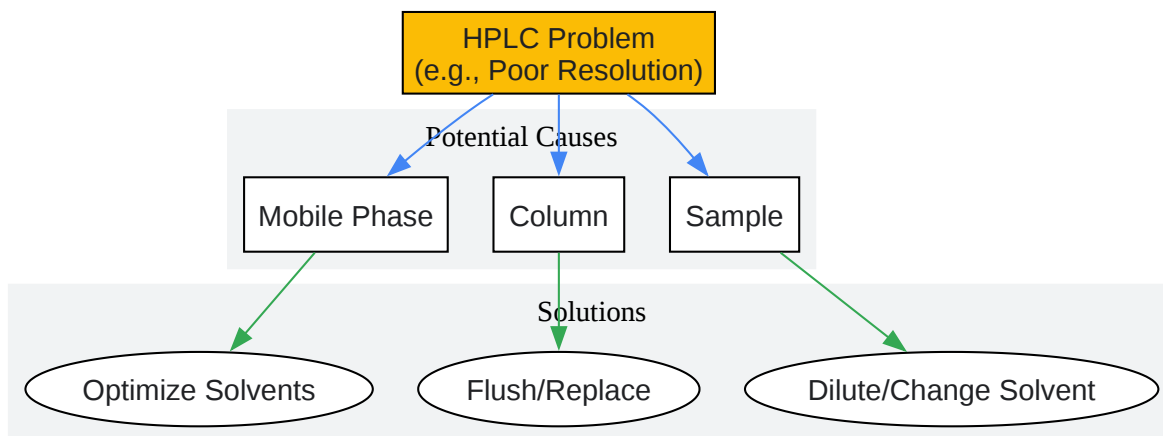 HPLC Problem
(e.g., Poor Resolution)
Potential Causes
Mobile Phase
Column
Sample
Solutions
Optimize Solvents
Flush/Replace
Dilute/Change Solvent